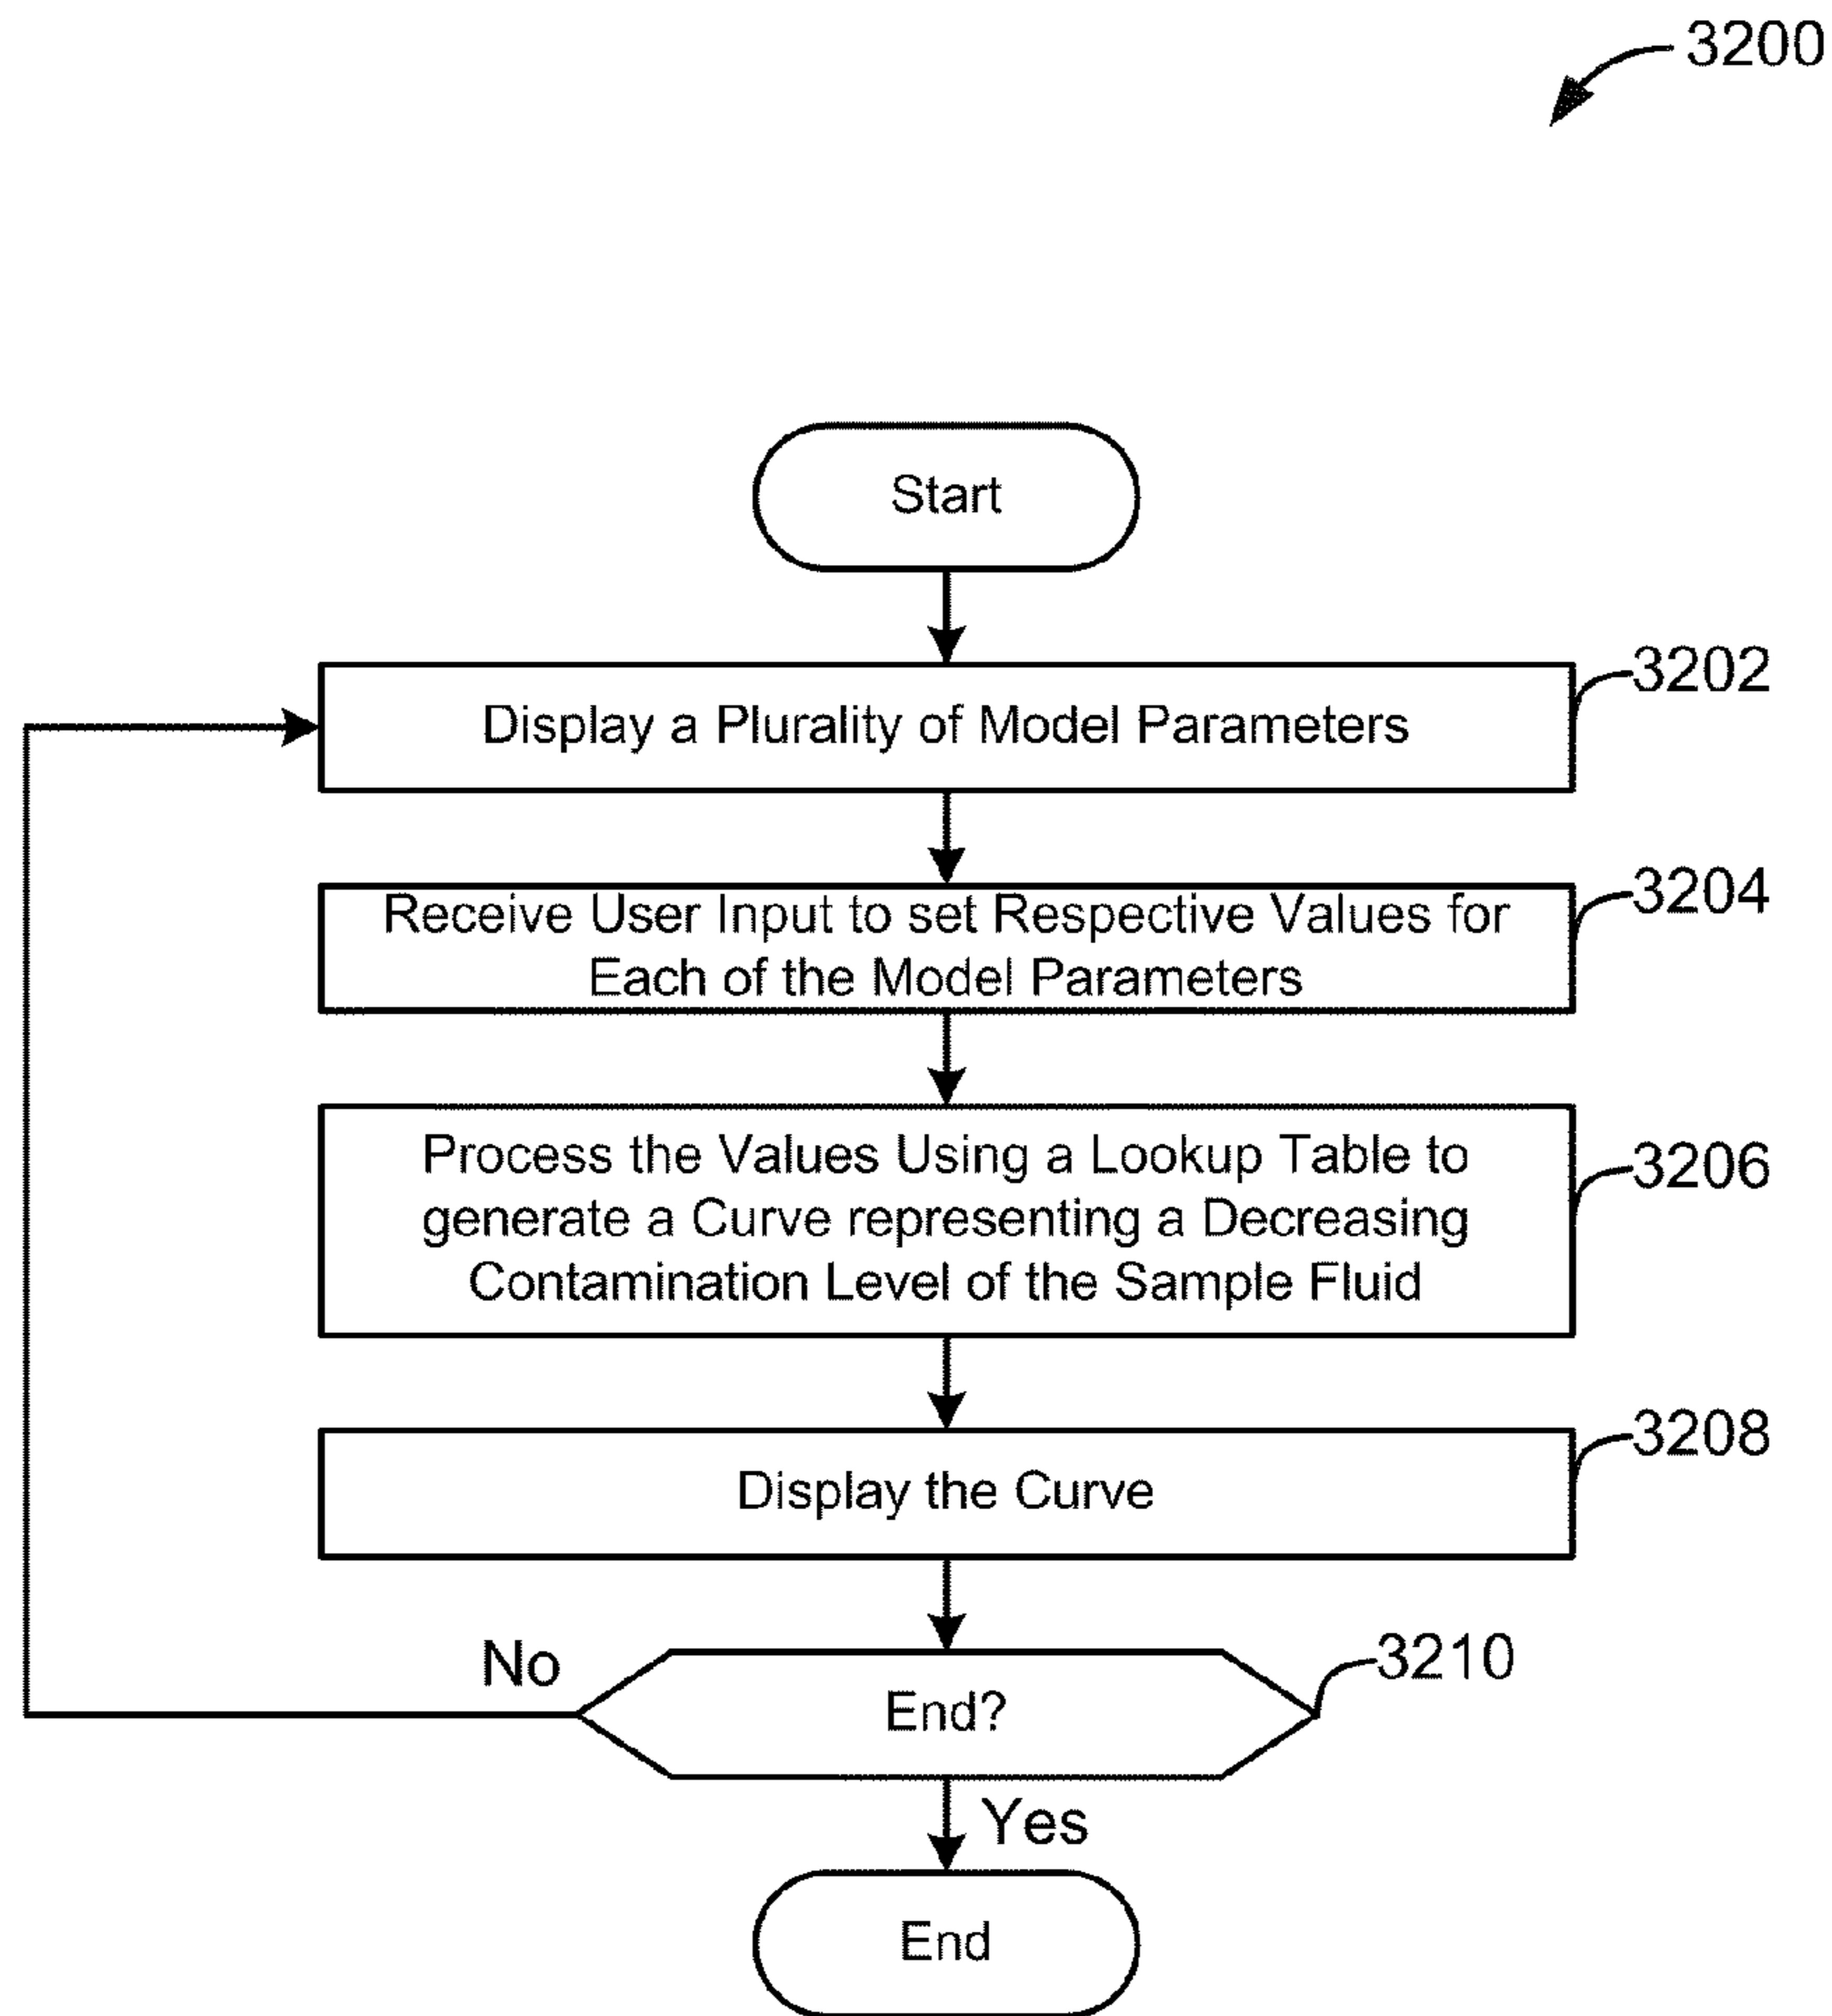 3200
Start
3202
Display a Plurality of Model Parameters
3204
Receive User Input to set Respective Values for
Each of the Model Parameters
3206
Process the Values Using a Lookup Table to
generate a Curve representing a Decreasing
Contamination Level of the Sample Fluid
3208
Display the Curve
No
3210
End?
Yes
End